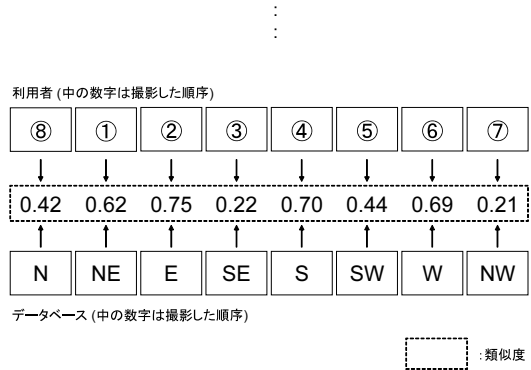 :
:
利用者 (中の数字は撮影した順序)
⑧ ① ② ③ ④ ⑤ ⑥ ⑦
0.42 0.62 0.75 0.22 0.70 0.44 0.69 0.21
N NE E SE S SW W NW
データベース (中の数字は撮影した順序)
:類似度